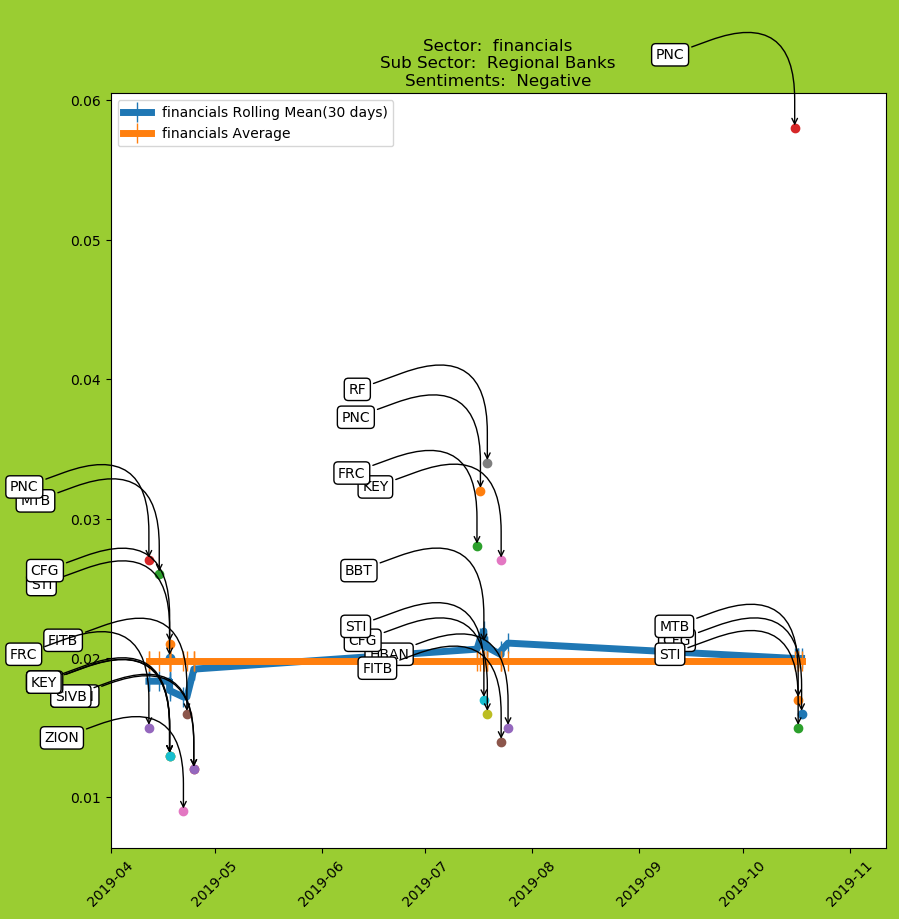 Sector:  financials
Sub Sector:  Regional Banks
Sentiments:  Negative
PNC
financials Rolling Mean(30 days)
financials Average
0.06
0.05
0.04
0.03
0.02
0.01
RF
PNC
FRC
KEY
PNC
MTB
CFG
STI
BBT
FITB
FRC
STI
CFG
HBAN
FITB
MTB
CFG
STI
KEY
SIVB
ZION
2019-04
2019-05
2019-06
2019-07
2019-08
2019-09
2019-10
2019-11